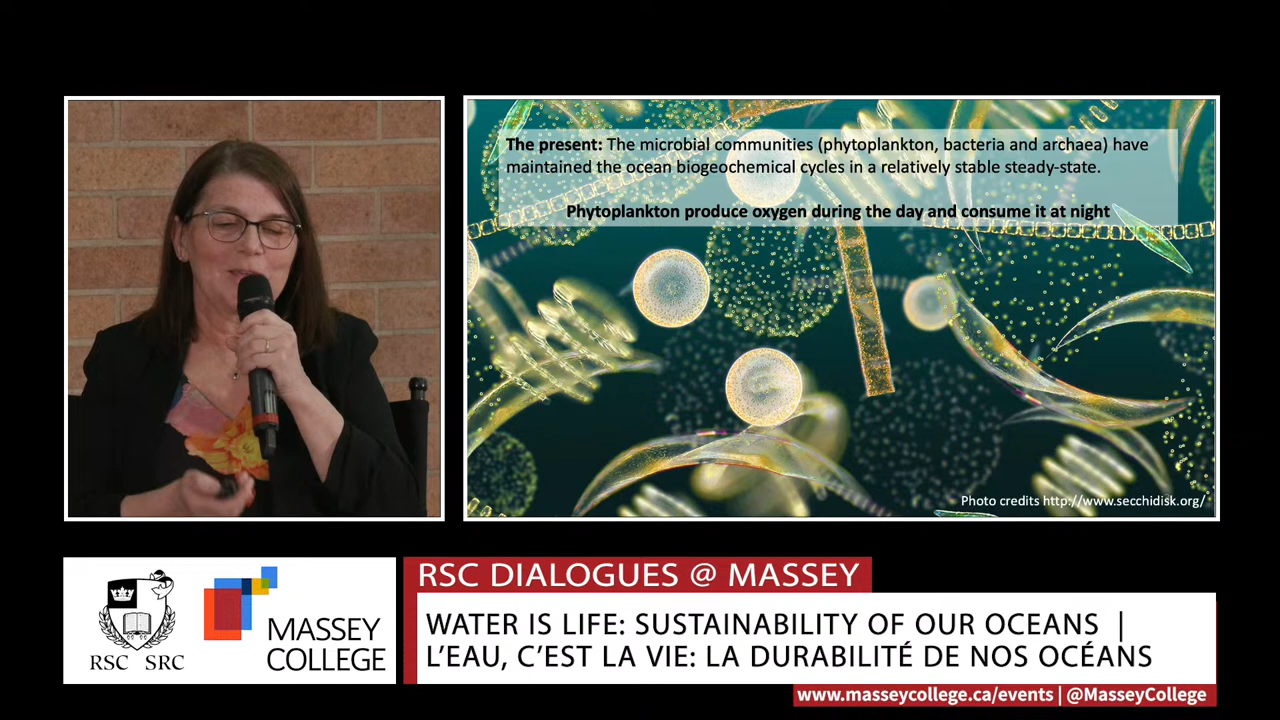 The present: The microbial communities (phytoplankton, bacteria and archaea) have
maintained the ocean biogeochemical cycles in a relatively stable steady-state.
Phytoplankton produce oxygen during the day and consume it at night
Photo credits http://www.secchidisk.org/
RSC SRC
MASSEY
COLLEGE
RSC DIALOGUES @ MASSEY
WATER IS LIFE: SUSTAINABILITY OF OUR OCEANS |
L'EAU, C'EST LA VIE: LA DURABILITÉ DE NOS OCÉANS
www.masseycollege.ca/events | @MasseyCollege